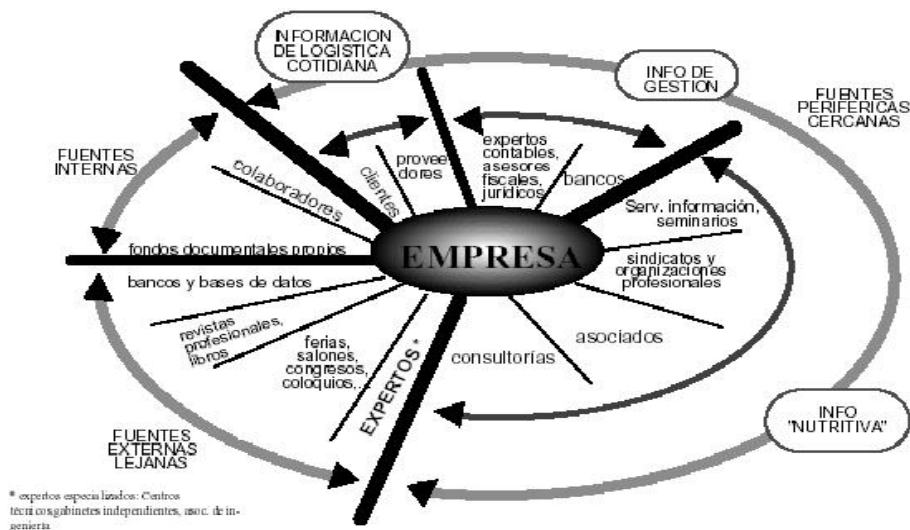 INFORMACION
DE LOGISTICA
COTIDIANA
INFO DE
GESTION
FUENTES
PERIFERICAS
CERCANAS
FUENTES
INTERNAS
colaboradores
clientes
provee
dores
expertos
contables,
asesores
fiscales,
jurídicos
bancos
Serv. información,
seminarios
EMPRESA
fondos documentales propios
sindicatos y
organizaciones
profesionales
bancos y bases de datos
revistas
profesionales,
libros
ferias,
salones,
congresos,
coloquios,...
EXPERTOS *
consultorías
asociados
FUENTES
EXTERNAS
LEJANAS
INFO
"NUTRITIVA"
* expertos especializados: Centros
técnicos gabinetes independientes, asoc. de in-
geniería